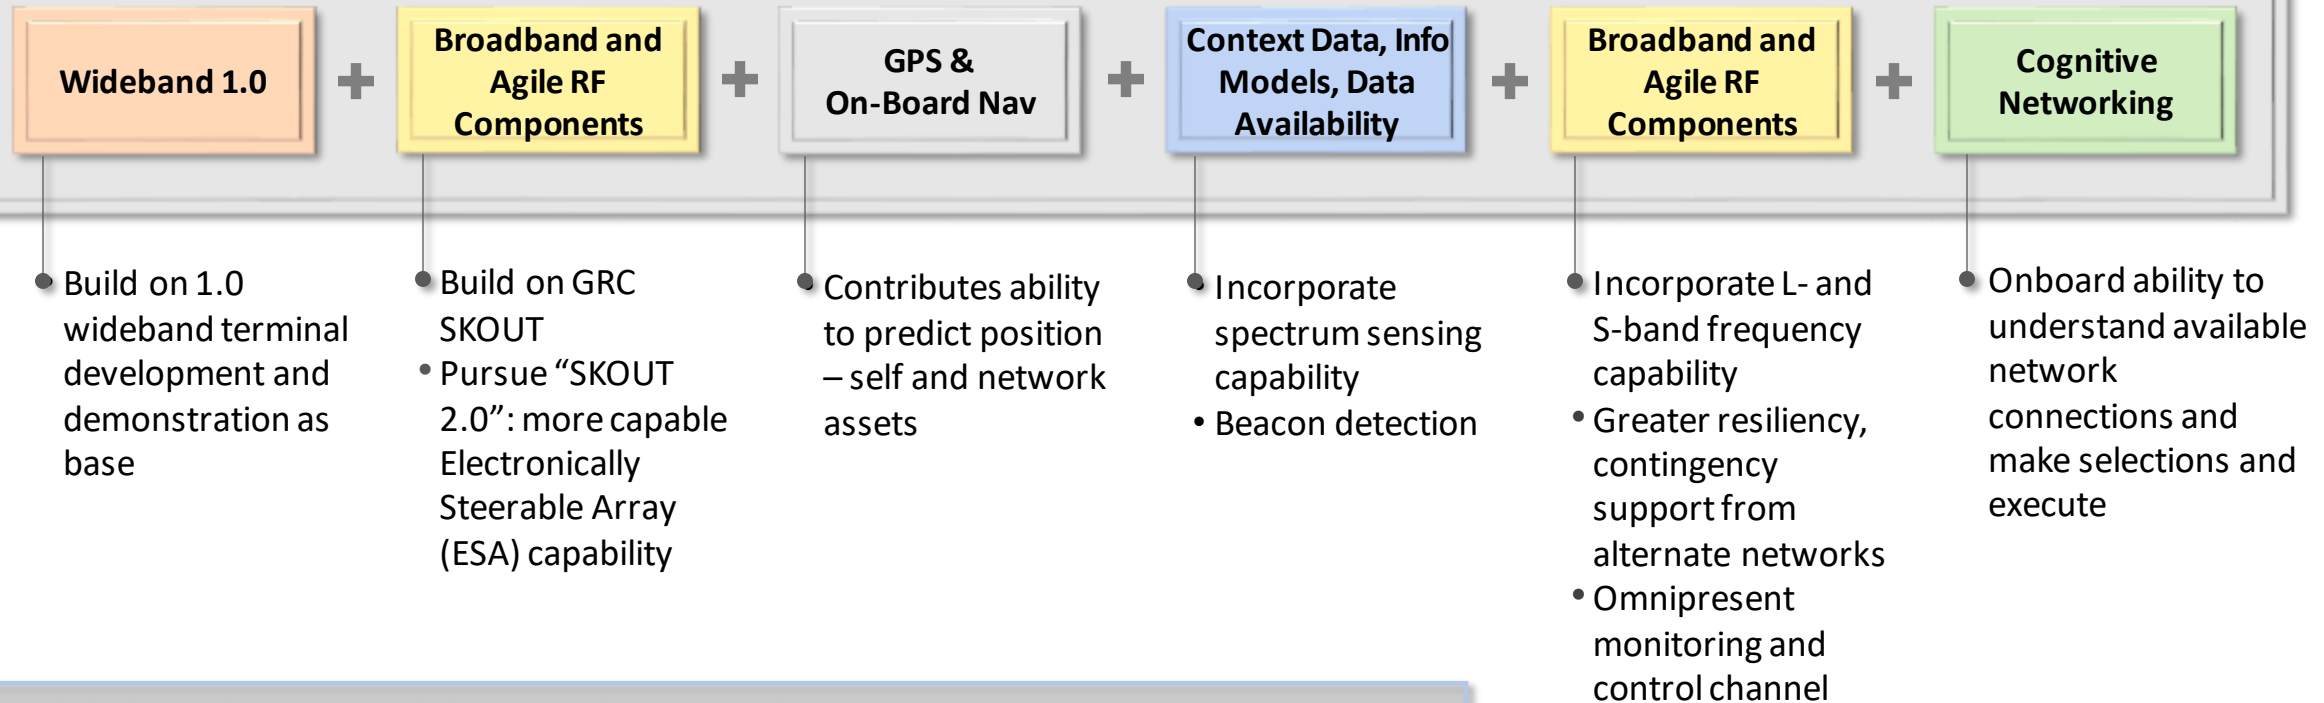 Wideband 1.0
Broadband and
Agile RF
Components
GPS &
On-Board Nav
Context Data, Info
Models, Data
Availability
Broadband and
Agile RF
Components
Cognitive
Networking
• Build on 1.0
wideband terminal
development and
demonstration as
base
• Build on GRC
SKOUT
• Pursue “SKOUT
2.0”: more capable
Electronically
Steerable Array
(ESA) capability
• Contributes ability
to predict position
– self and network
assets
• Incorporate
spectrum sensing
capability
• Beacon detection
• Incorporate L- and
S-band frequency
capability
• Greater resiliency,
contingency
support from
alternate networks
• Omnipresent
monitoring and
control channel
• Onboard ability to
understand available
network
connections and
make selections and
execute